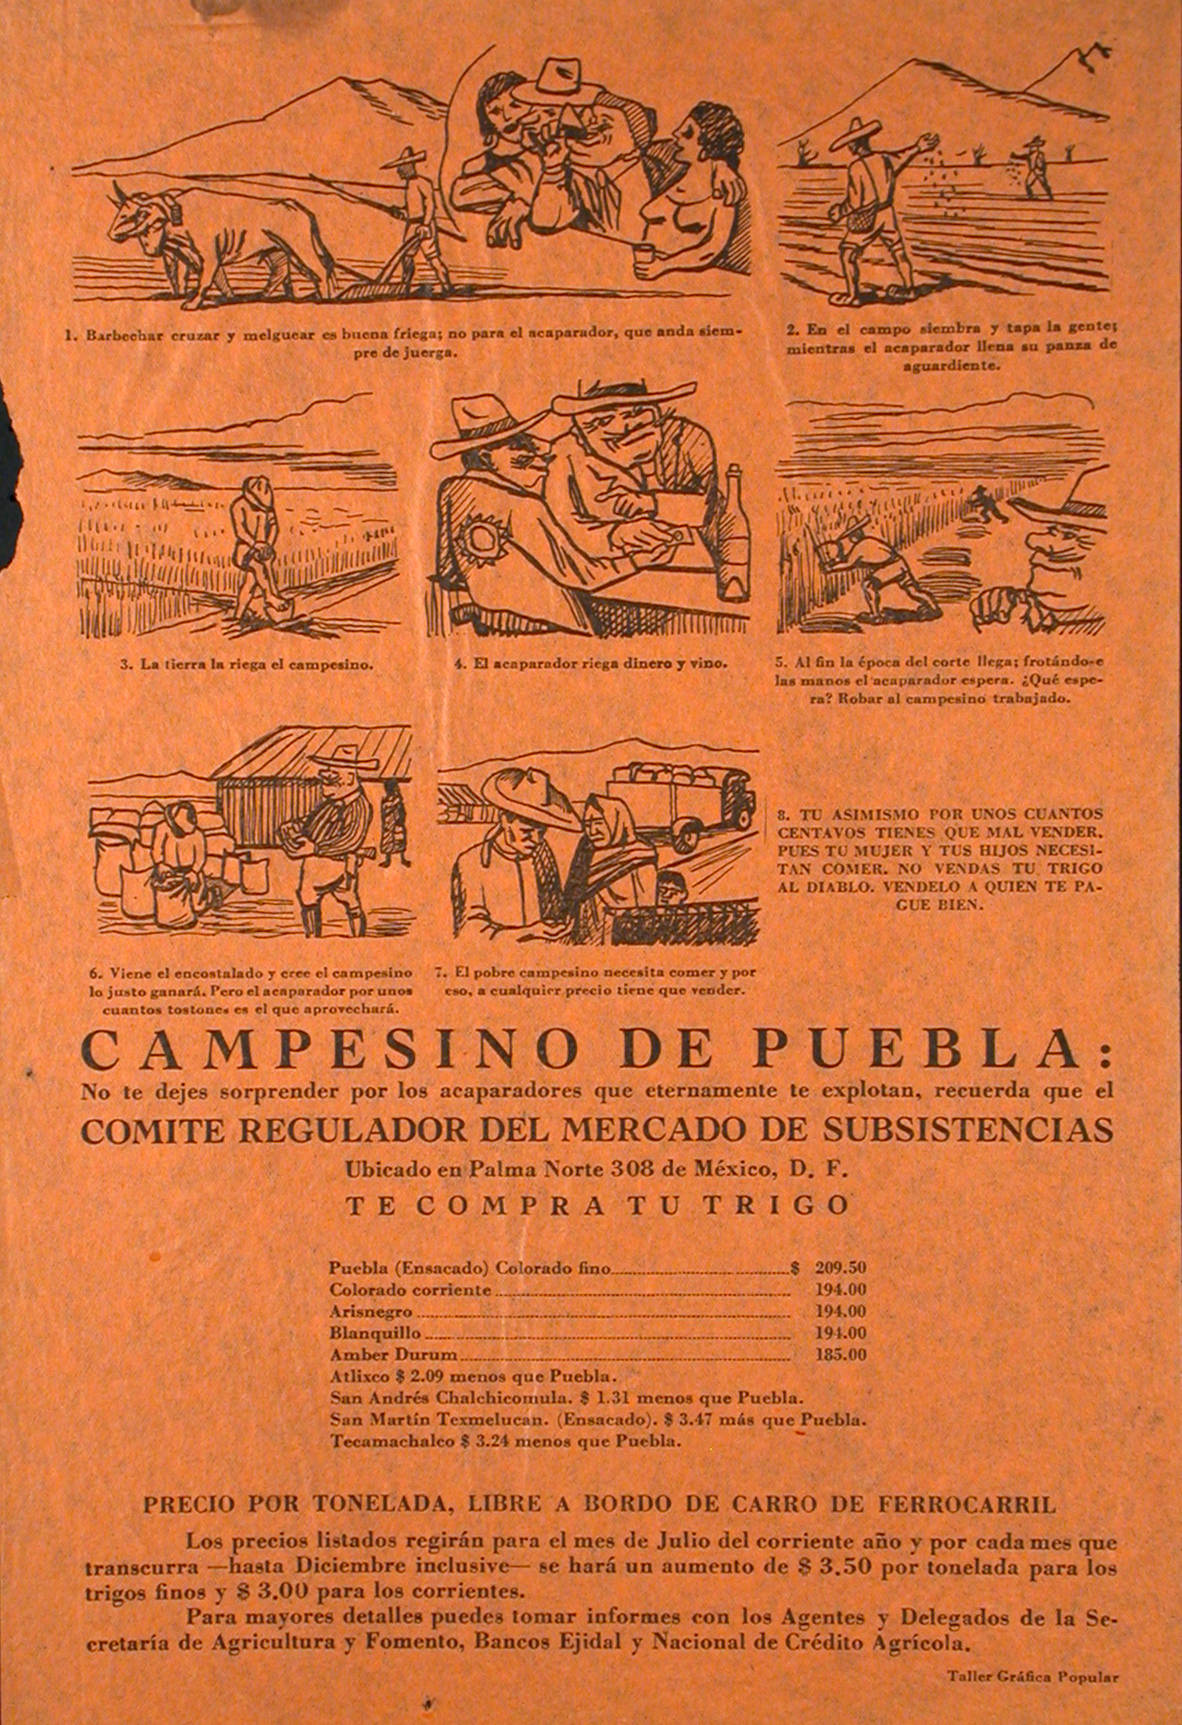 1. Barbechar cruzar y melguear es buena friega; no para el acaparador, que anda siem-
pre de juerga.
2. En el campo siembra y tapa la gente;
mientras el acaparador llena su panza de
aguardiente.
3. La tierra la riega el campesino.
4. El acaparador riega dinero y vino.
5. Al fin la época del corte llega; frotándo-e
las manos el acaparador espera. ¿Qué espe-
ra? Robar al campesino trabajado.
6. Viene el encostalado y cree el campesino
lo justo ganará. Pero el acaparador por unos
cuantos tostones es el que aprovechará.
7. El pobre campesino necesita comer y por
eso, a cualquier precio tiene que vender.
8. TU ASIMISMO POR UNOS CUANTOS
CENTAVOS TIENES QUE MAL VENDER.
PUES TU MUJER Y TUS HIJOS NECESI-
TAN COMER. NO VENDAS TU TRIGO
AL DIABLO. VENDELO A QUIEN TE PA-
GUE BIEN.
CAMPESINO DE PUEBLA:
No te dejes sorprender por los acaparadores que eternamente te explotan, recuerda que el
COMITE REGULADOR DEL MERCADO DE SUBSISTENCIAS
Ubicado en Palma Norte 308 de México, D. F.
TE COMPRA TU TRIGO
Puebla (Ensacado) Colorado fino $ 209.50
Colorado corriente 194.00
Arisnegro 194.00
Blanquillo 194.00
Amber Durum 185.00
Atlixco $ 2.09 menos que Puebla.
San Andrés Chalchicomula. $ 1.31 menos que Puebla.
San Martín Texmelucan. (Ensacado). $ 3.47 más que Puebla.
Tecamachalco $ 3.24 menos que Puebla.
PRECIO POR TONELADA, LIBRE A BORDO DE CARRO DE FERROCARRIL
Los precios listados regirán para el mes de Julio del corriente año y por cada mes que
transcurra —hasta Diciembre inclusive— se hará un aumento de $ 3.50 por tonelada para los
trigos finos y $ 3.00 para los corrientes.
Para mayores detalles puedes tomar informes con los Agentes y Delegados de la Se-
cretaría de Agricultura y Fomento, Bancos Ejidal y Nacional de Crédito Agrícola.
Taller Gráfica Popular